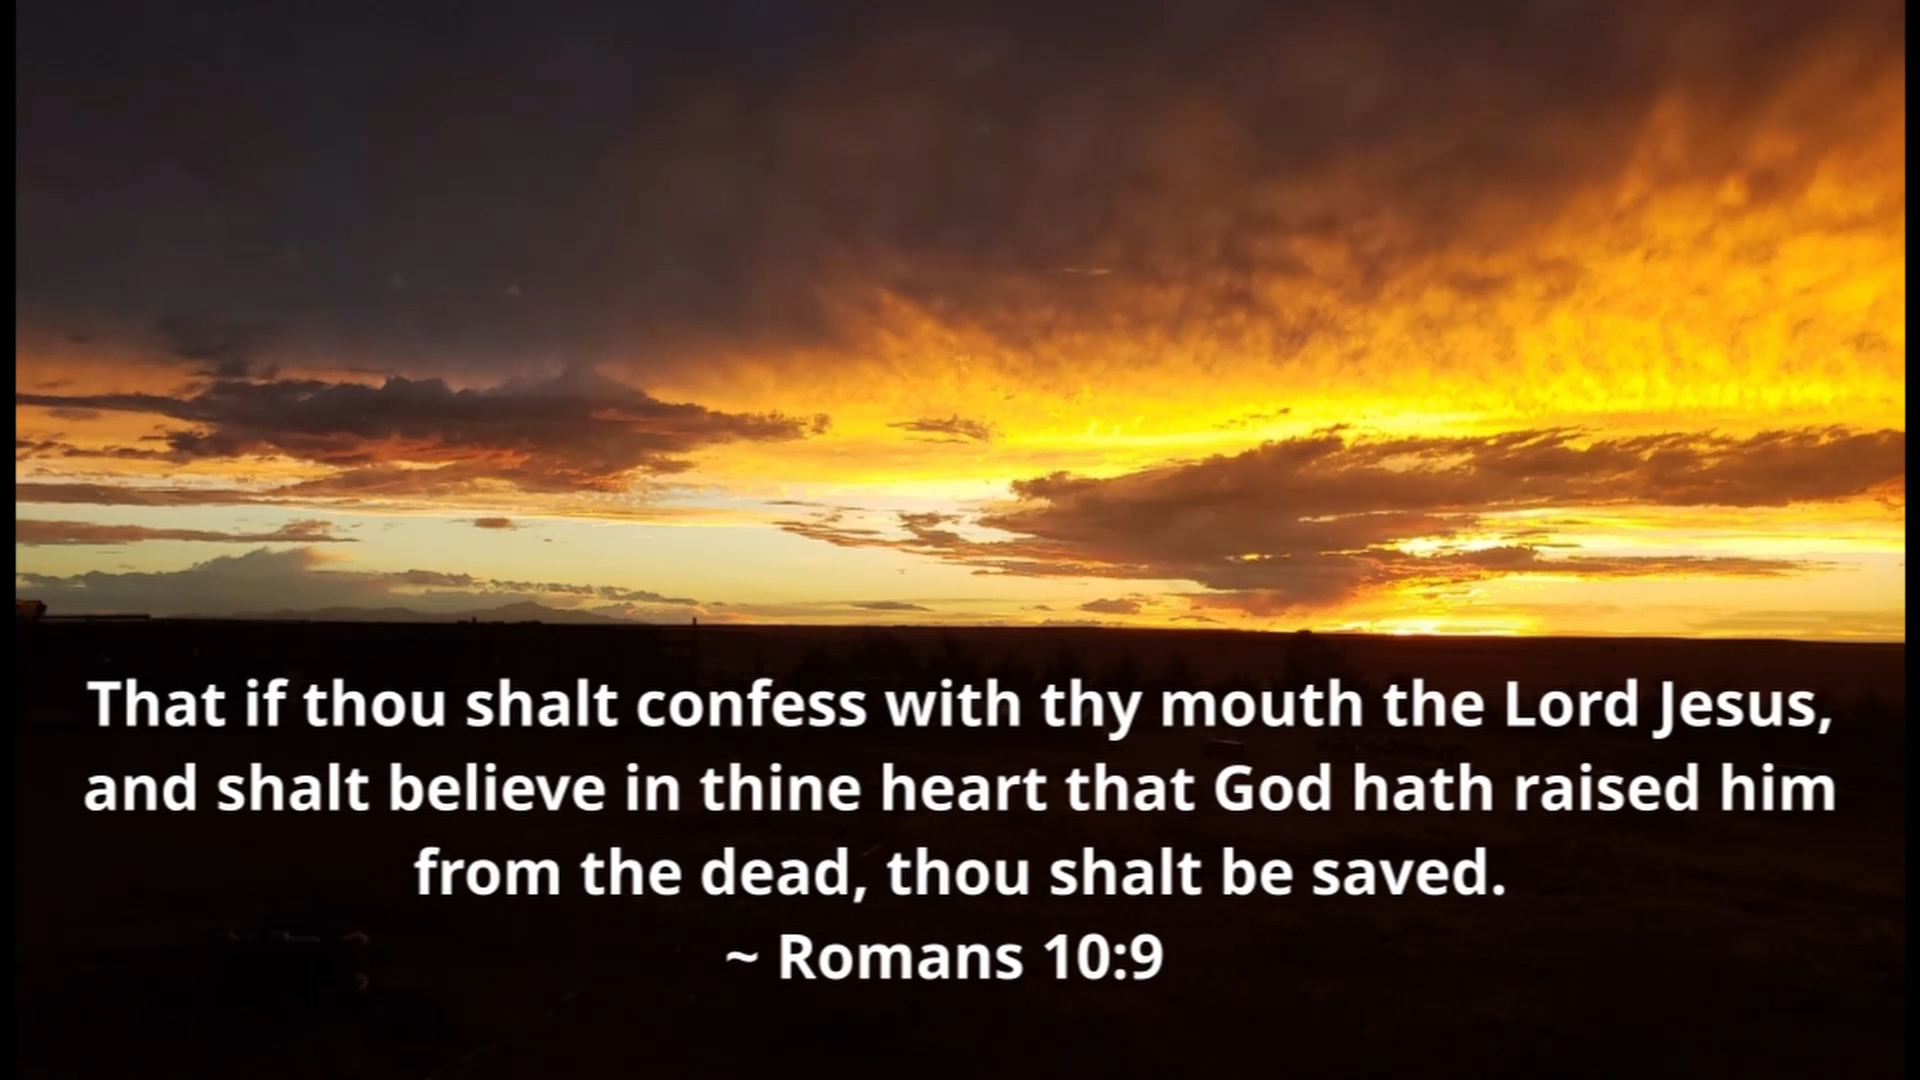 That if thou shalt confess with thy mouth the Lord Jesus,
and shalt believe in thine heart that God hath raised him
from the dead, thou shalt be saved.
~ Romans 10:9